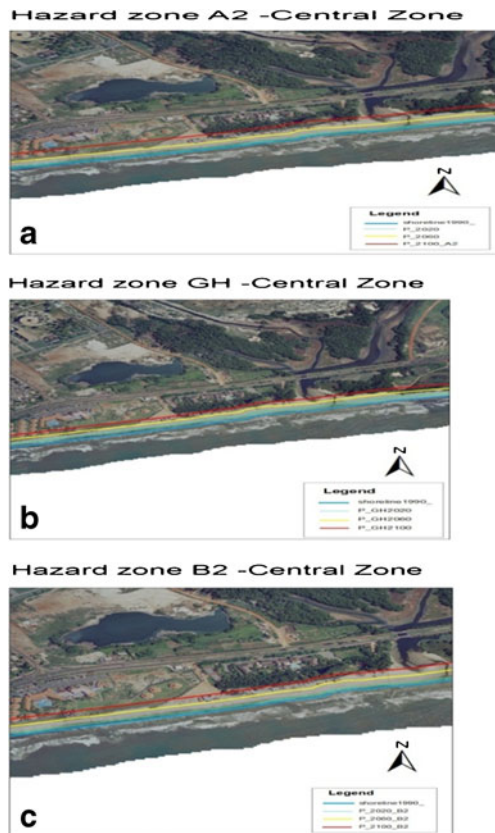 Hazard zone A2 -Central Zone
N
Legend
shoreline1990_
P_2020
P_2060
P_2100_A2
a
Hazard zone GH -Central Zone
N
Legend
shoreline1990_
P_GH2020
P_GH2060
P_GH2100
b
Hazard zone B2 -Central Zone
N
Legend
shoreline1990_
P_2020_B2
P_2060_B2
P_2100_B2
c